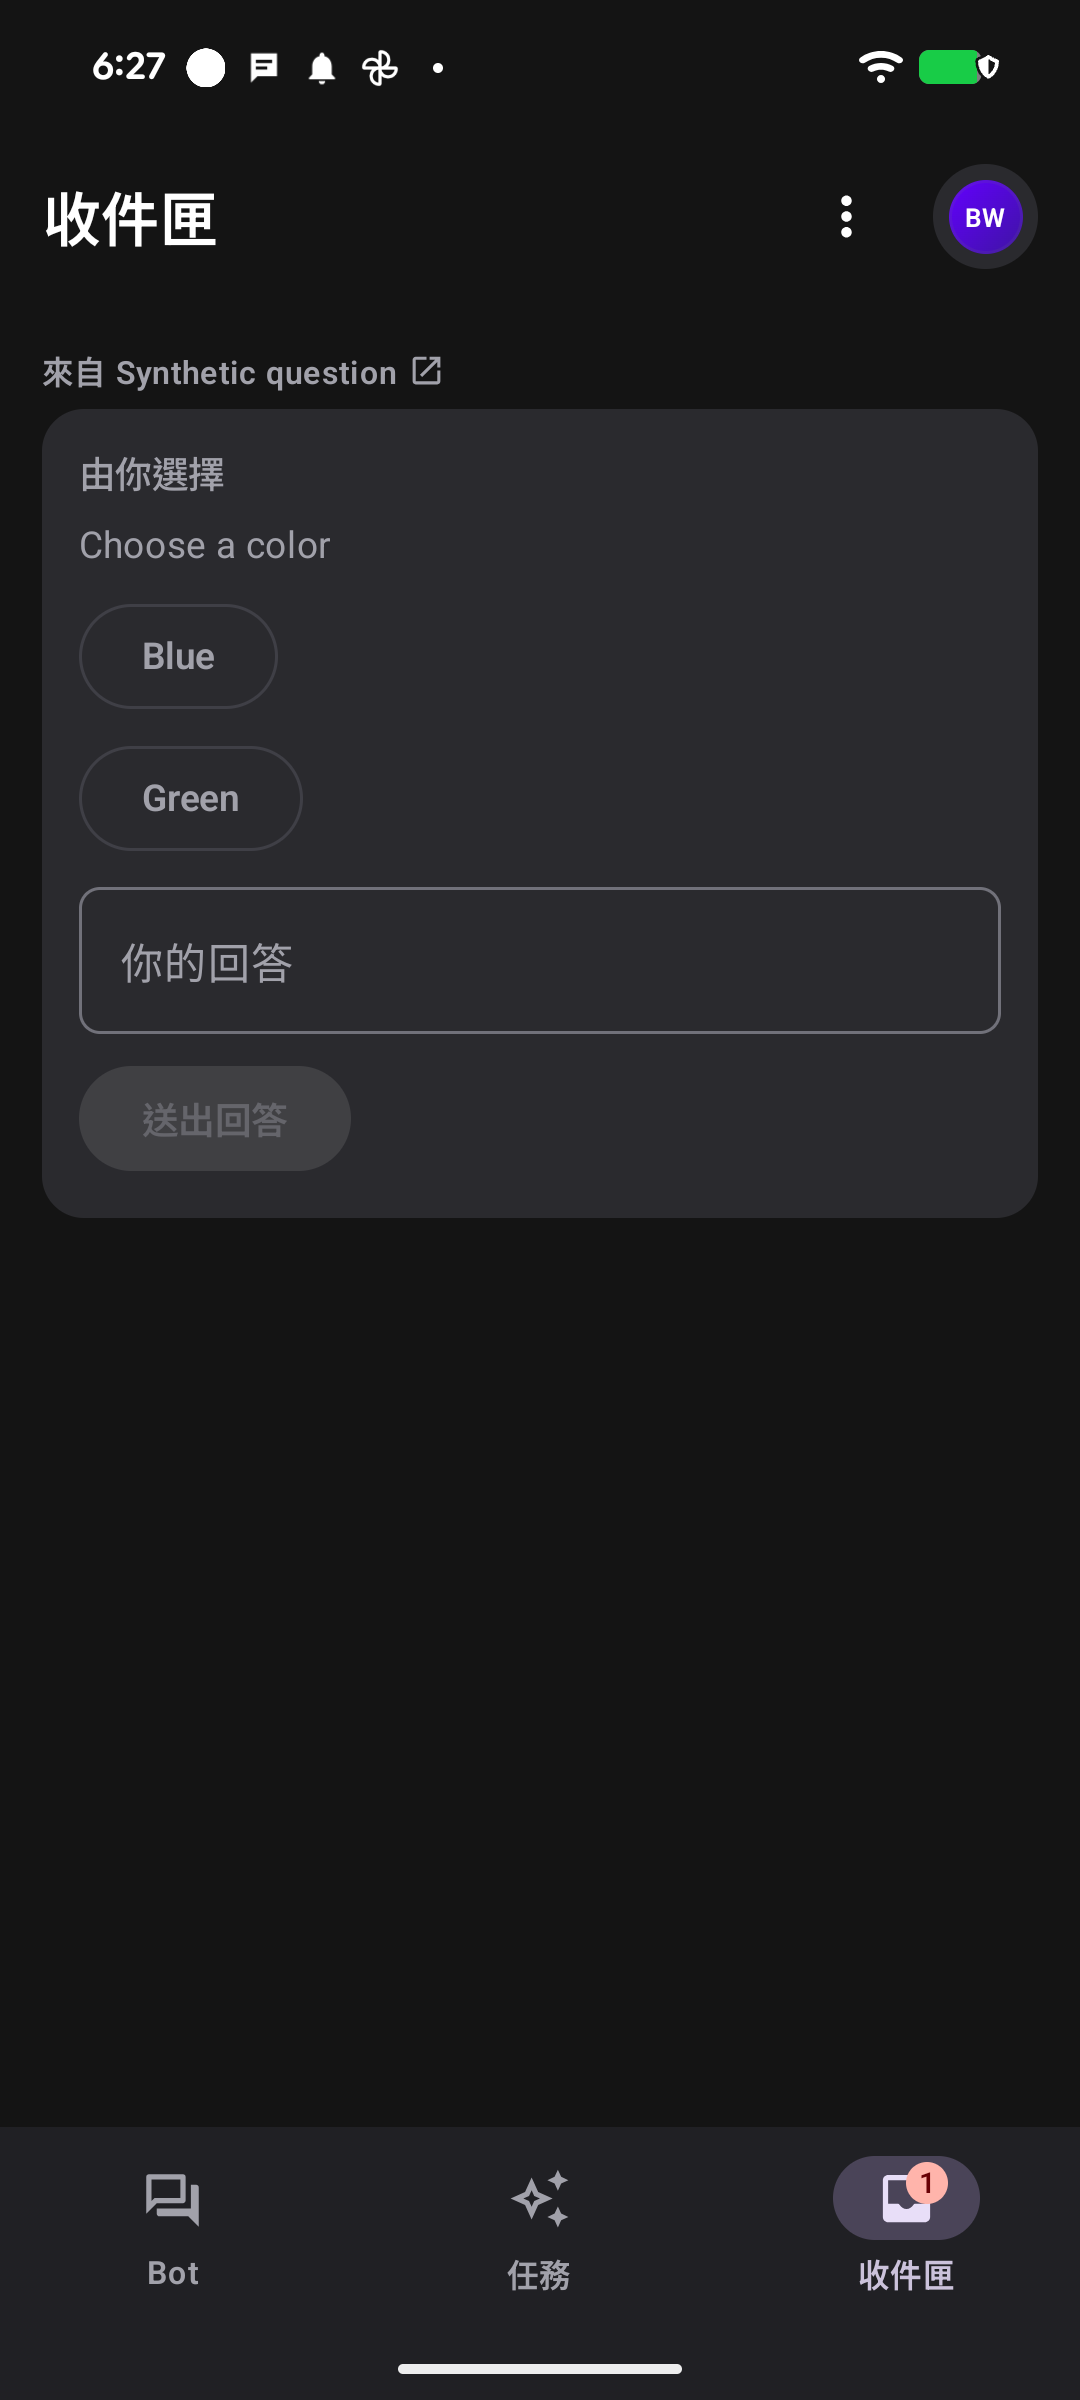 6:27
收件匣
BW
來自 Synthetic question
由你選擇
Choose a color
Blue
Green
你的回答
送出回答
1
Bot
任務
收件匣